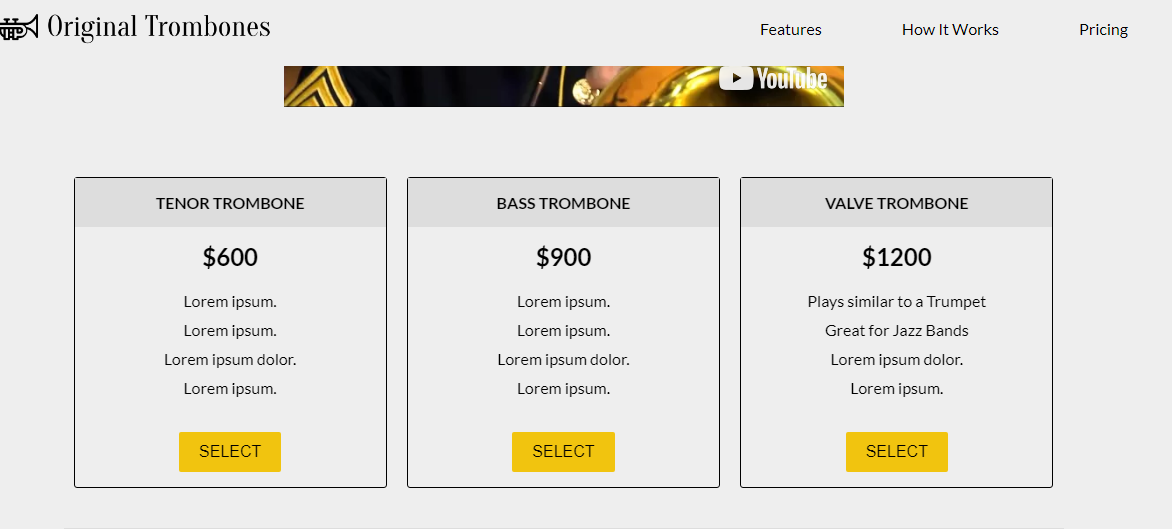 Original Trombones
Features
How It Works
Pricing
YouTube
TENOR TROMBONE
$600
Lorem ipsum.
Lorem ipsum.
Lorem ipsum dolor.
Lorem ipsum.
SELECT
BASS TROMBONE
$900
Lorem ipsum.
Lorem ipsum.
Lorem ipsum dolor.
Lorem ipsum.
SELECT
VALVE TROMBONE
$1200
Plays similar to a Trumpet
Great for Jazz Bands
Lorem ipsum dolor.
Lorem ipsum.
SELECT